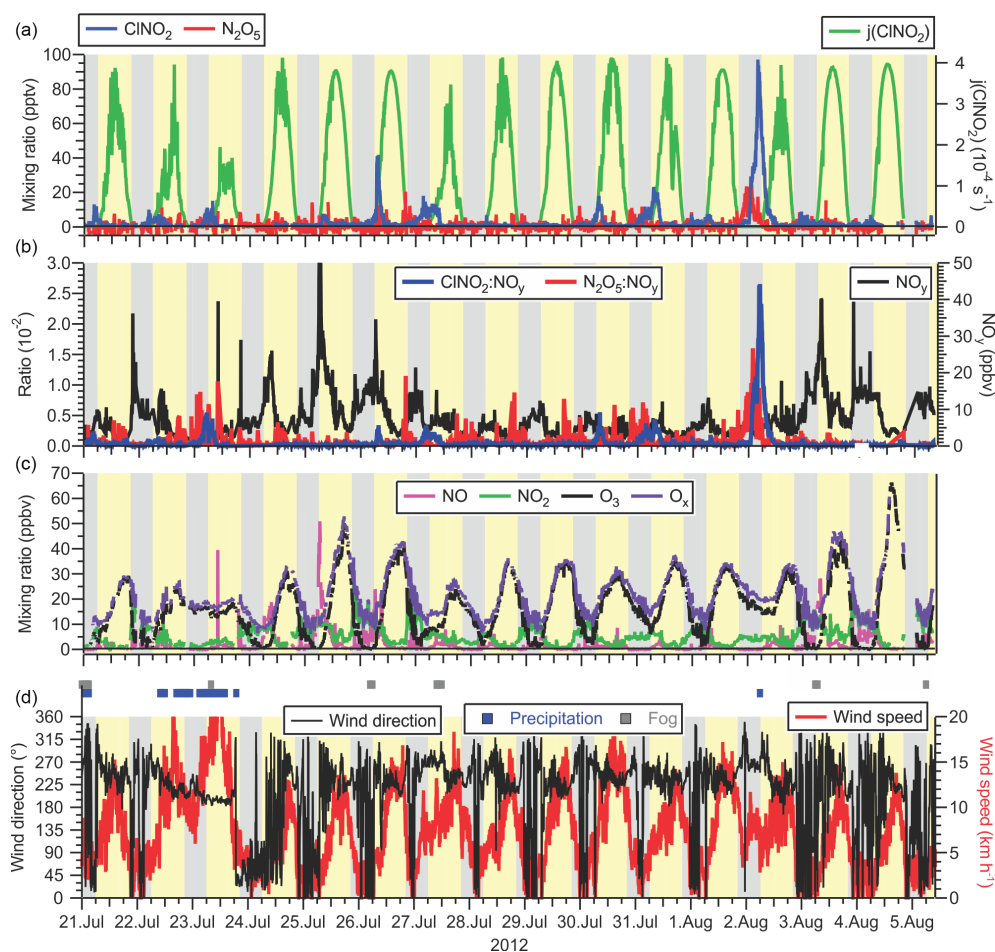 (a)
ClNO₂ N₂O₅ j(ClNO₂)
Mixing ratio (pptv)
100
80
60
40
20
0
4
3
2
1
0
j(ClNO₂) (10⁻⁴ s⁻¹)
(b)
ClNO₂:NOy N₂O₅:NOy NOy
Ratio (10⁻²)
3.0
2.5
2.0
1.5
1.0
0.5
0.0
50
40
30
20
10
0
NOy (ppbv)
(c)
NO NO₂ O₃ Oₓ
Mixing ratio (ppbv)
70
60
50
40
30
20
10
0
(d)
Wind direction Precipitation Fog Wind speed
Wind direction (°)
360
315
270
225
180
135
90
45
0
20
15
10
5
0
Wind speed (km h⁻¹)
21.Jul 22.Jul 23.Jul 24.Jul 25.Jul 26.Jul 27.Jul 28.Jul 29.Jul 30.Jul 31.Jul 1.Aug 2.Aug 3.Aug 4.Aug 5.Aug
2012